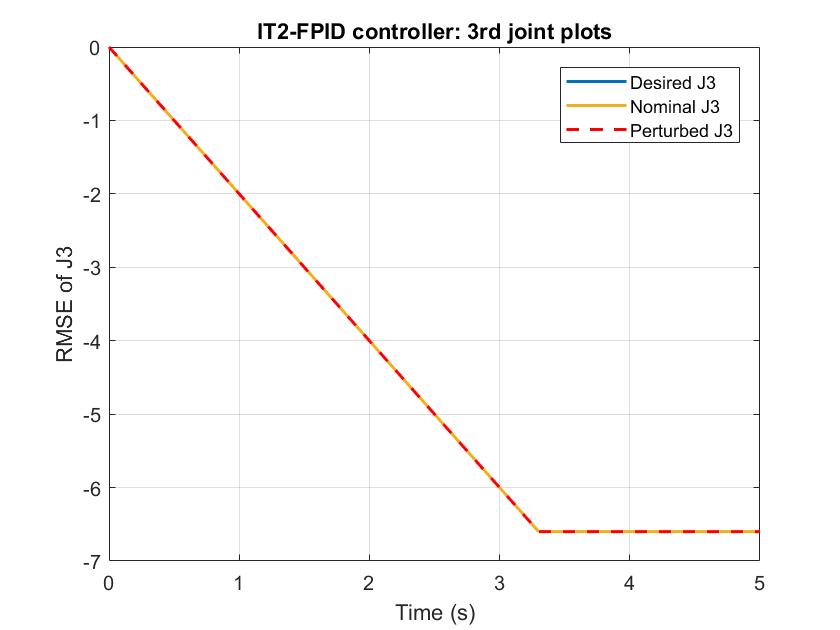 IT2-FPID controller: 3rd joint plots
Desired J3
Nominal J3
Perturbed J3
RMSE of J3
0
-1
-2
-3
-4
-5
-6
-7
0 1 2 3 4 5
Time (s)